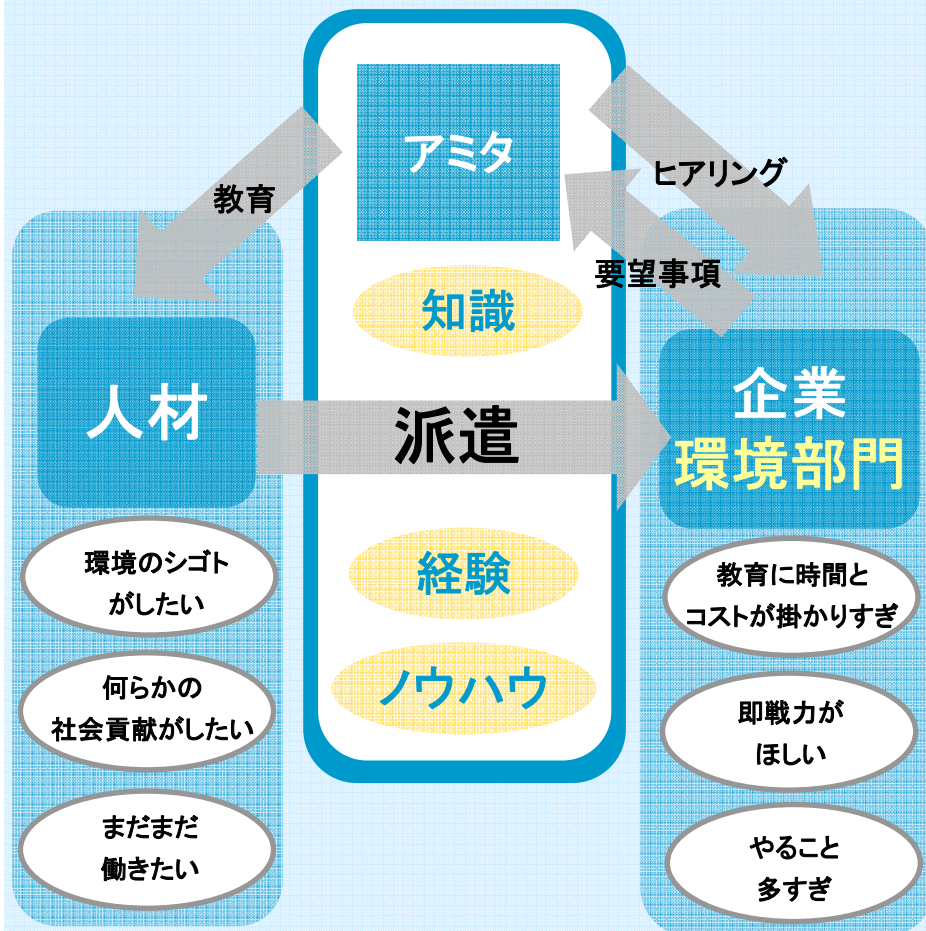 アミタ
教育
ヒアリング
要望事項
知識
人材
派遣
企業
環境部門
経験
ノウハウ
環境のシゴト
がしたい
何らかの
社会貢献がしたい
まだまだ
働きたい
教育に時間と
コストが掛かりすぎ
即戦力が
ほしい
やること
多すぎ